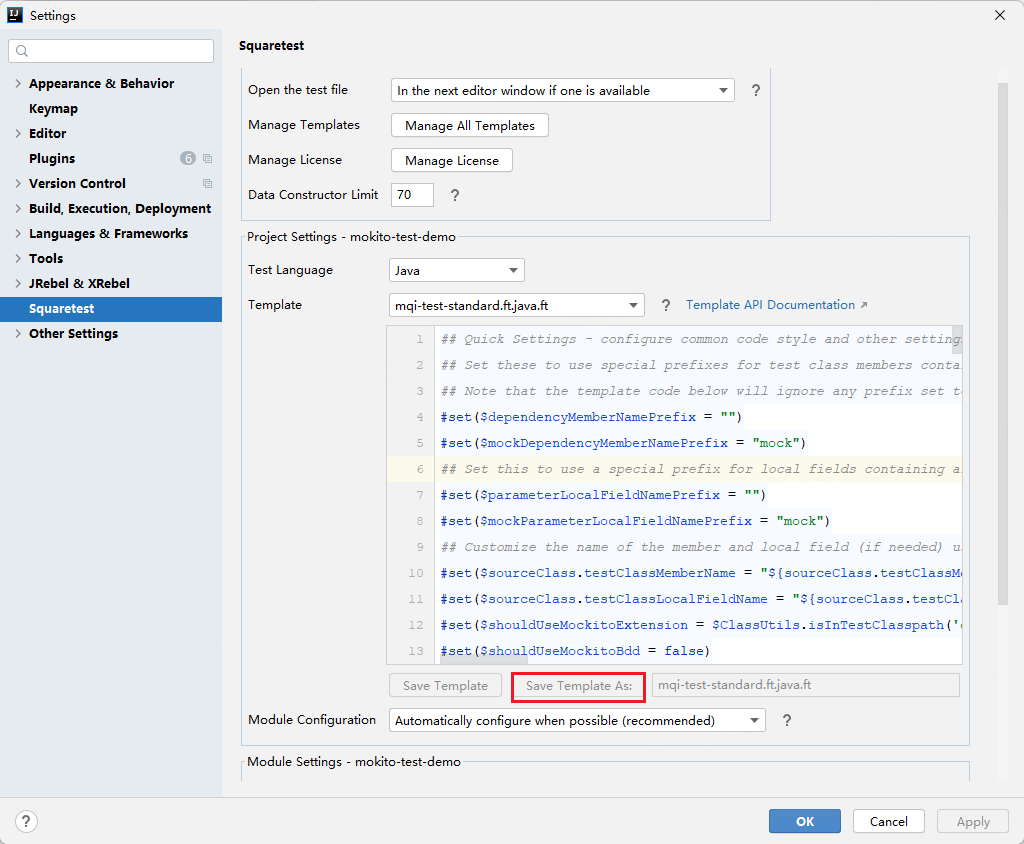 Settings
Squaretest
Appearance & Behavior
Keymap
Editor
Plugins 6
Version Control
Build, Execution, Deployment
Languages & Frameworks
Tools
JRebel & XRebel
Squaretest
Other Settings
Open the test file In the next editor window if one is available ?
Manage Templates Manage All Templates
Manage License Manage License
Data Constructor Limit 70 ?
Project Settings - mokito-test-demo
Test Language Java
Template mqi-test-standard.ft.java.ft ? Template API Documentation ↗
1 ## Quick Settings - configure common code style and other setting
2 ## Set these to use special prefixes for test class members conta
3 ## Note that the template code below will ignore any prefix set t
4 #set($dependencyMemberNamePrefix = "")
5 #set($mockDependencyMemberNamePrefix = "mock")
6 ## Set this to use a special prefix for local fields containing a
7 #set($parameterLocalFieldNamePrefix = "")
8 #set($mockParameterLocalFieldNamePrefix = "mock")
9 ## Customize the name of the member and local field (if needed) u
10 #set($sourceClass.testClassMemberName = "${sourceClass.testClassM
11 #set($sourceClass.testClassLocalFieldName = "${sourceClass.testCl
12 #set($shouldUseMockitoExtension = $ClassUtils.isInTestClasspath('
13 #set($shouldUseMockitoBdd = false)
Save Template Save Template As: mqi-test-standard.ft.java.ft
Module Configuration Automatically configure when possible (recommended) ?
Module Settings - mokito-test-demo
? OK Cancel Apply